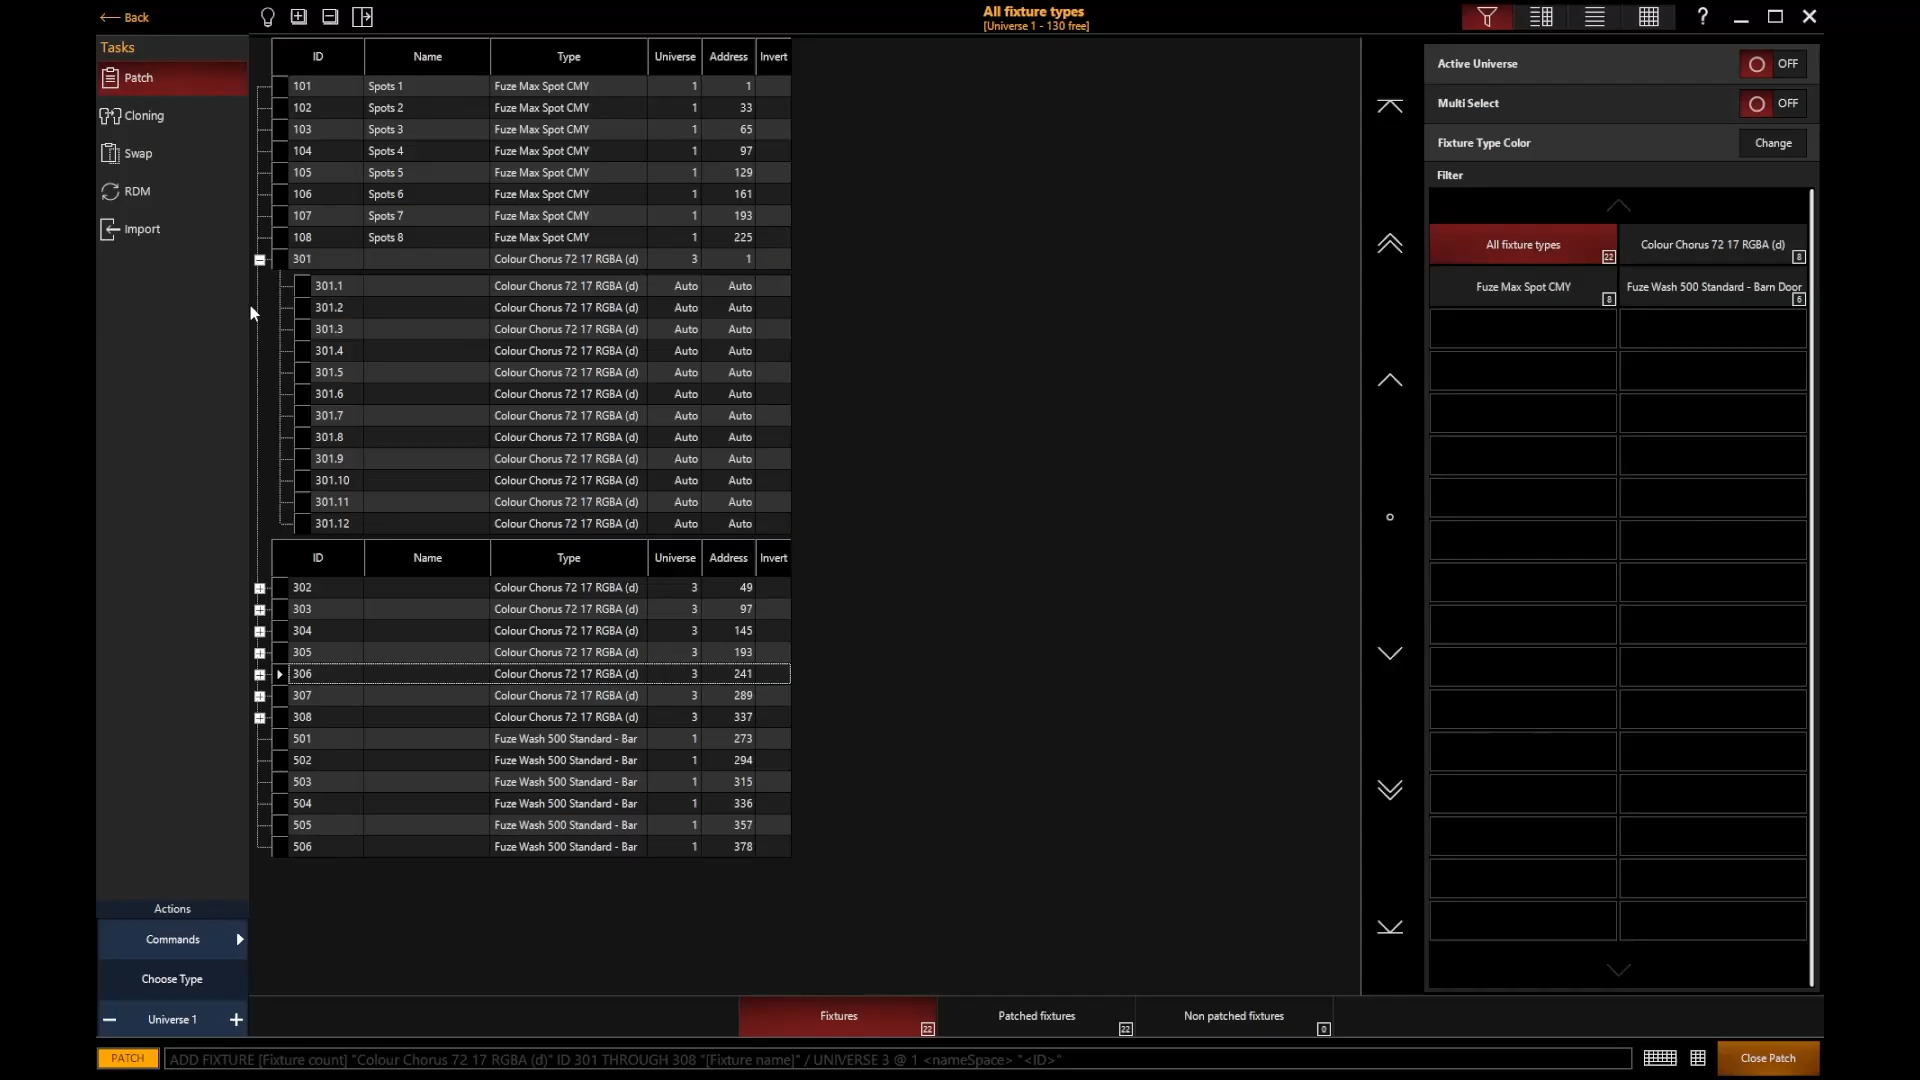 Back
All fixture types
[Universe 1 - 130 free]
?
Tasks
Patch
Cloning
Swap
RDM
Import
ID Name Type Universe Address Invert
101 Spots 1 Fuze Max Spot CMY 1 1
102 Spots 2 Fuze Max Spot CMY 1 33
103 Spots 3 Fuze Max Spot CMY 1 65
104 Spots 4 Fuze Max Spot CMY 1 97
105 Spots 5 Fuze Max Spot CMY 1 129
106 Spots 6 Fuze Max Spot CMY 1 161
107 Spots 7 Fuze Max Spot CMY 1 193
108 Spots 8 Fuze Max Spot CMY 1 225
301 Colour Chorus 72 17 RGBA (d) 3 1
301.1 Colour Chorus 72 17 RGBA (d) Auto Auto
301.2 Colour Chorus 72 17 RGBA (d) Auto Auto
301.3 Colour Chorus 72 17 RGBA (d) Auto Auto
301.4 Colour Chorus 72 17 RGBA (d) Auto Auto
301.5 Colour Chorus 72 17 RGBA (d) Auto Auto
301.6 Colour Chorus 72 17 RGBA (d) Auto Auto
301.7 Colour Chorus 72 17 RGBA (d) Auto Auto
301.8 Colour Chorus 72 17 RGBA (d) Auto Auto
301.9 Colour Chorus 72 17 RGBA (d) Auto Auto
301.10 Colour Chorus 72 17 RGBA (d) Auto Auto
301.11 Colour Chorus 72 17 RGBA (d) Auto Auto
301.12 Colour Chorus 72 17 RGBA (d) Auto Auto
ID Name Type Universe Address Invert
302 Colour Chorus 72 17 RGBA (d) 3 49
303 Colour Chorus 72 17 RGBA (d) 3 97
304 Colour Chorus 72 17 RGBA (d) 3 145
305 Colour Chorus 72 17 RGBA (d) 3 193
306 Colour Chorus 72 17 RGBA (d) 3 241
307 Colour Chorus 72 17 RGBA (d) 3 289
308 Colour Chorus 72 17 RGBA (d) 3 337
501 Fuze Wash 500 Standard - Bar 1 273
502 Fuze Wash 500 Standard - Bar 1 294
503 Fuze Wash 500 Standard - Bar 1 315
504 Fuze Wash 500 Standard - Bar 1 336
505 Fuze Wash 500 Standard - Bar 1 357
506 Fuze Wash 500 Standard - Bar 1 378
Active Universe OFF
Multi Select OFF
Fixture Type Color Change
Filter
All fixture types 22
Colour Chorus 72 17 RGBA (d) 8
Fuze Max Spot CMY 8
Fuze Wash 500 Standard - Barn Door 6
Actions
Commands
Choose Type
Universe 1
Fixtures 22
Patched fixtures 22
Non patched fixtures 0
PATCH
ADD FIXTURE [Fixture count] "Colour Chorus 72 17 RGBA (d)" ID 301 THROUGH 308 "[Fixture name]" / UNIVERSE 3 @ 1 <nameSpace> "<ID>"
Close Patch